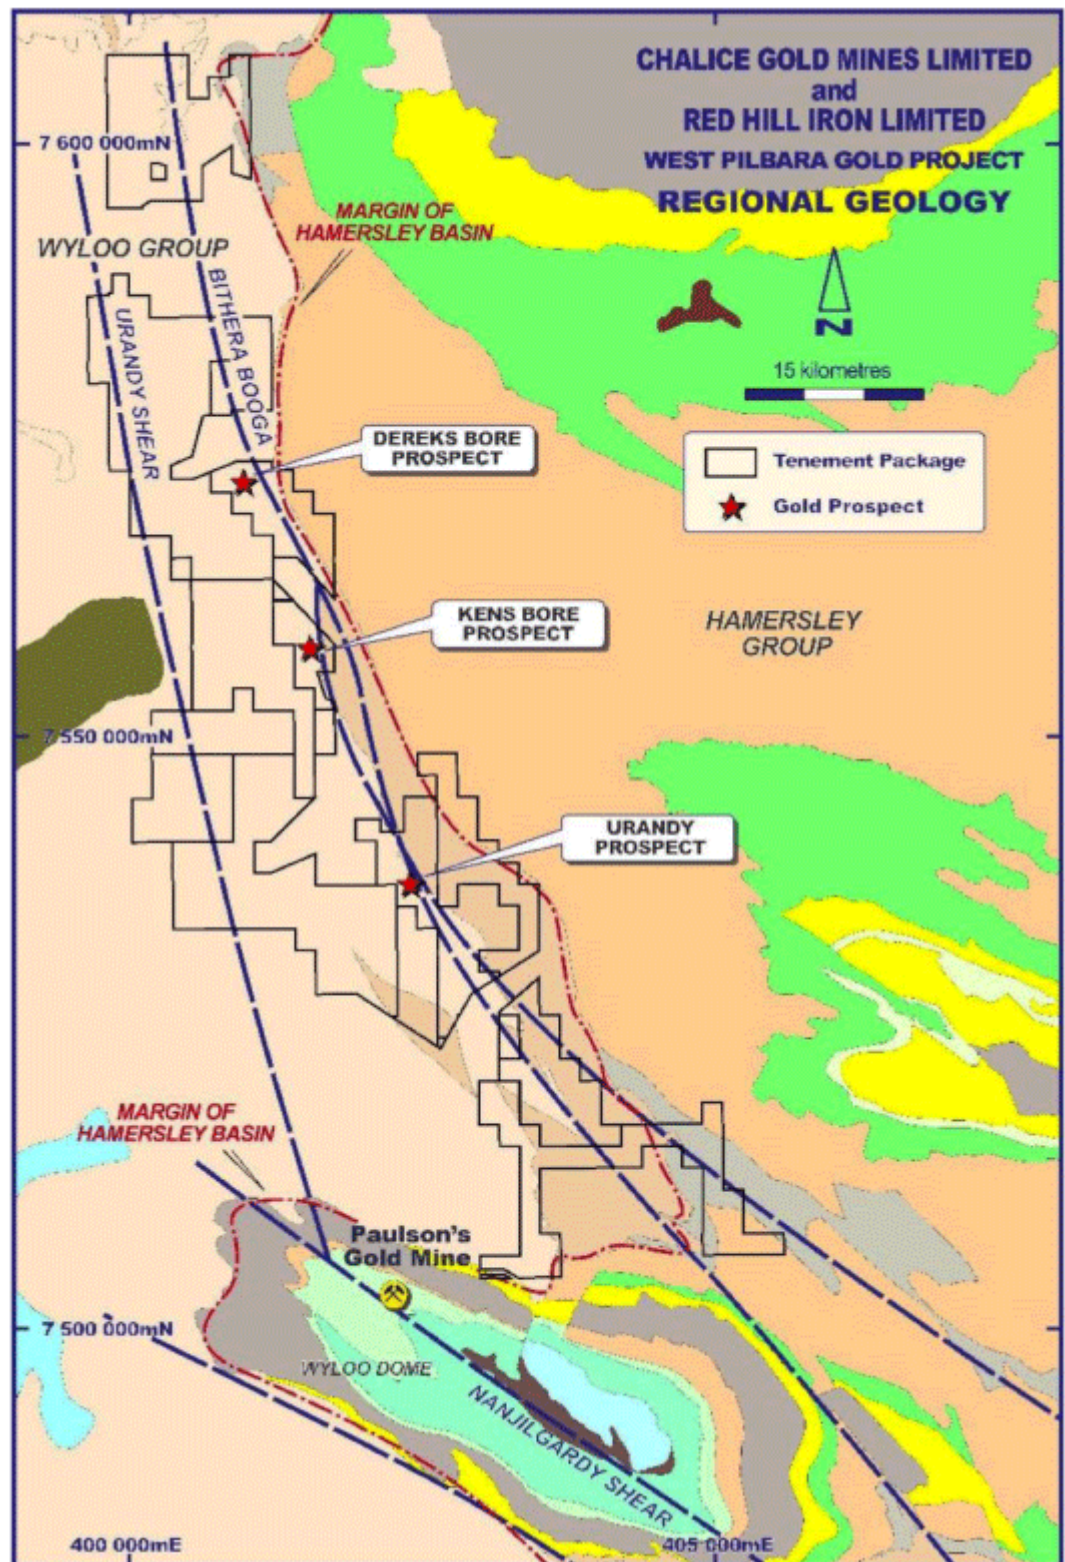 CHALICE GOLD MINES LIMITED
and
RED HILL IRON LIMITED
WEST PILBARA GOLD PROJECT
REGIONAL GEOLOGY
7 600 000mN
MARGIN OF
HAMERSLEY BASIN
WYLOO GROUP
BITHERA BOOGA
URANDY SHEAR
N
15 kilometres
DEREKS BORE
PROSPECT
Tenement Package
Gold Prospect
KENS BORE
PROSPECT
HAMERSLEY
GROUP
7 550 000mN
URANDY
PROSPECT
MARGIN OF
HAMERSLEY BASIN
Paulson's
Gold Mine
7 500 000mN
WYLOO DOME
NANJILGARDY SHEAR
400 000mE
405 000mE